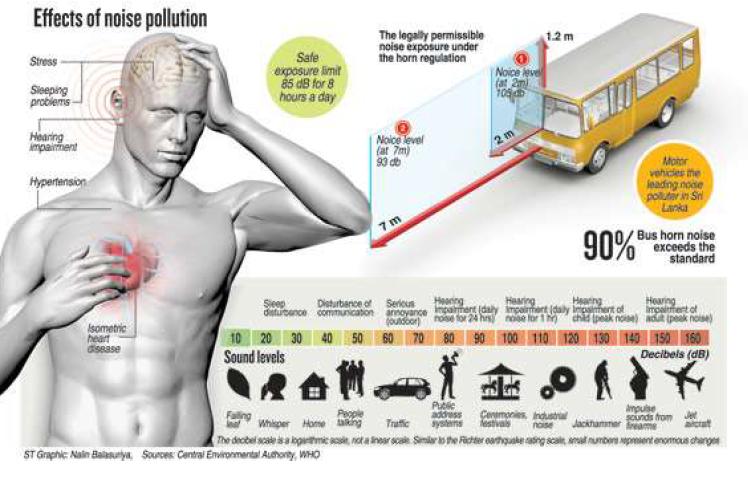 Effects of noise pollution
Stress
Sleeping
problems
Hearing
impairment
Hypertension
Isometric
heart
disease
Safe
exposure limit
85 dB for 8
hours a day
The legally permissible
noise exposure under
the horn regulation
1.2 m
1
Noice level
(at 2m)
105 db
2 m
2
Noice level
(at 7m)
93 db
7 m
Motor
vehicles the
leading noise
polluter in Sri
Lanka
90% Bus horn noise
exceeds the
standard
Sleep
disturbance
Disturbance of
communication
Serious
annoyance
(outdoor)
Hearing
Impairment (daily
noise for 24 hrs)
Hearing
Impairment (daily
noise for 1 hr)
Hearing
Impairment of
child (peak noise)
Hearing
Impairment of
adult (peak noise)
10 20 30 40 50 60 70 80 90 100 110 120 130 140 150 160
Sound levels
Decibels (dB)
Falling
leaf
Whisper
Home
People
talking
Traffic
Public
address
systems
Ceremonies,
festivals
Industrial
noise
Jackhammer
Impulse
sounds from
firearms
Jet
aircraft
The decibel scale is a logarithmic scale, not a linear scale. Similar to the Richter earthquake rating scale, small numbers represent enormous changes
ST Graphic: Nalin Balasuriya, Sources: Central Environmental Authority, WHO